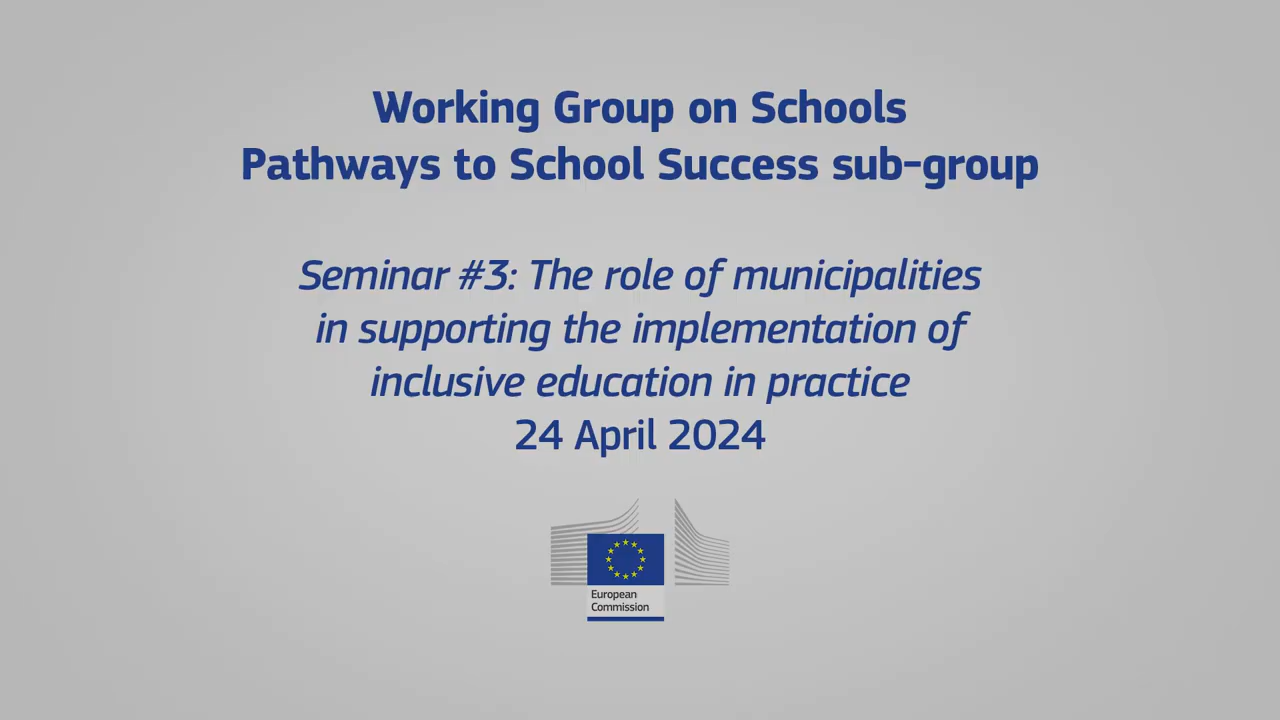 Working Group on Schools
Pathways to School Success sub-group
Seminar #3: The role of municipalities
in supporting the implementation of
inclusive education in practice
24 April 2024
European
Commission